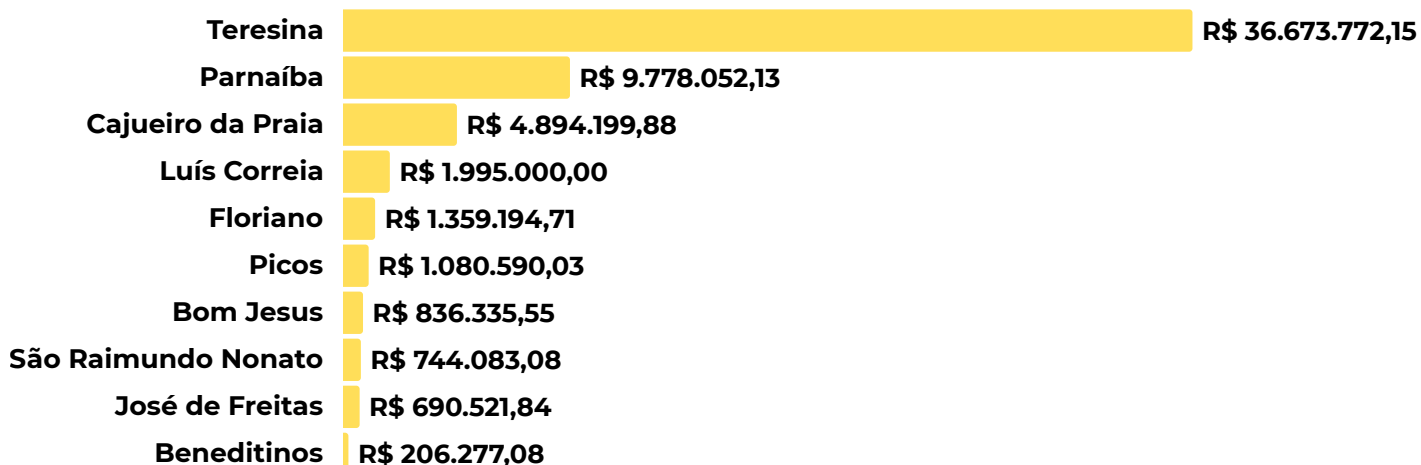 Teresina R$ 36.673.772,15
Parnaíba R$ 9.778.052,13
Cajueiro da Praia R$ 4.894.199,88
Luís Correia R$ 1.995.000,00
Floriano R$ 1.359.194,71
Picos R$ 1.080.590,03
Bom Jesus R$ 836.335,55
São Raimundo Nonato R$ 744.083,08
José de Freitas R$ 690.521,84
Beneditinos R$ 206.277,08